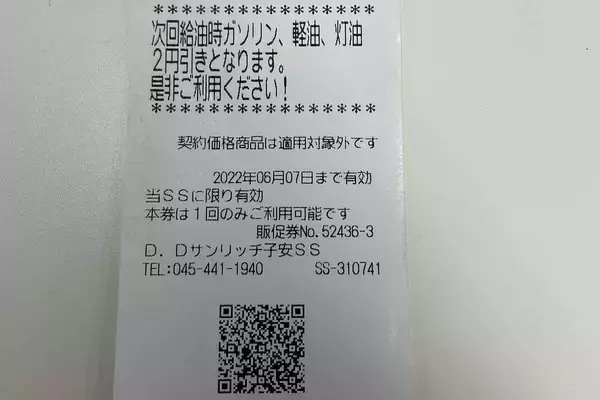 ********************
次回給油時ガソリン、軽油、灯油
２円引きとなります。
是非ご利用ください！
********************
契約価格商品は適用対象外です
2022年06月07日まで有効
当ＳＳに限り有効
本券は１回のみご利用可能です
販促券No.52436-3
Ｄ．Ｄサンリッチ子安ＳＳ
TEL:045-441-1940 SS-310741